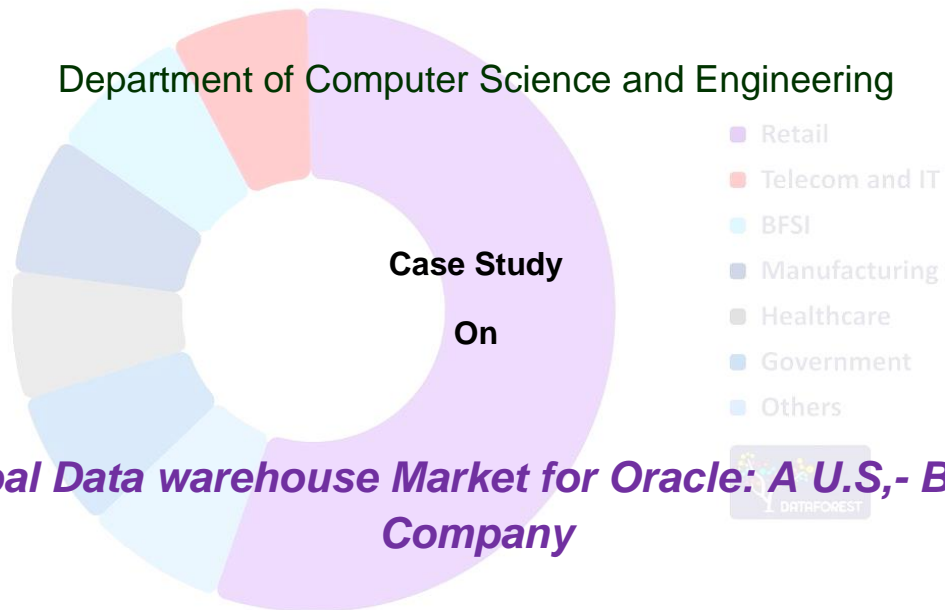 Department of Computer Science and Engineering
Retail
Telecom and IT
BFSI
Case Study
Manufacturing
Healthcare
On
Government
Others
bal Data warehouse Market for Oracle: A U.S,- B
Company
DATAFOREST